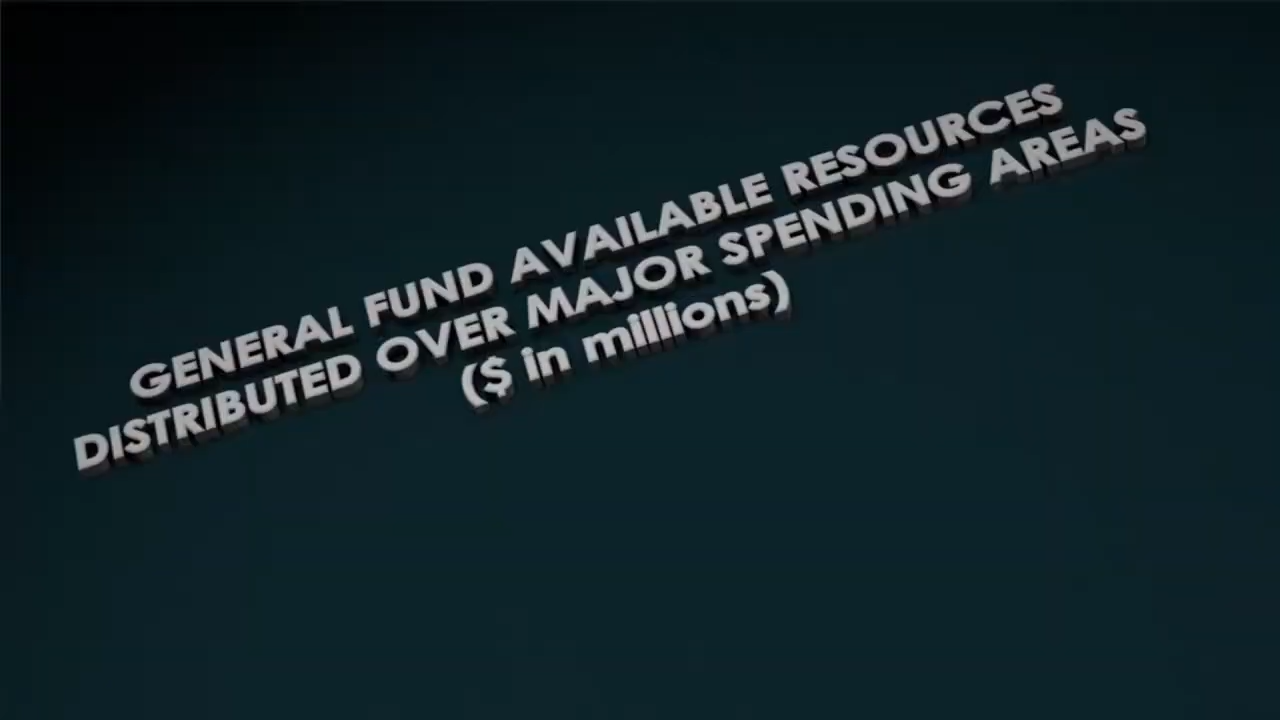 GENERAL FUND AVAILABLE RESOURCES
DISTRIBUTED OVER MAJOR SPENDING AREAS
($ in millions)